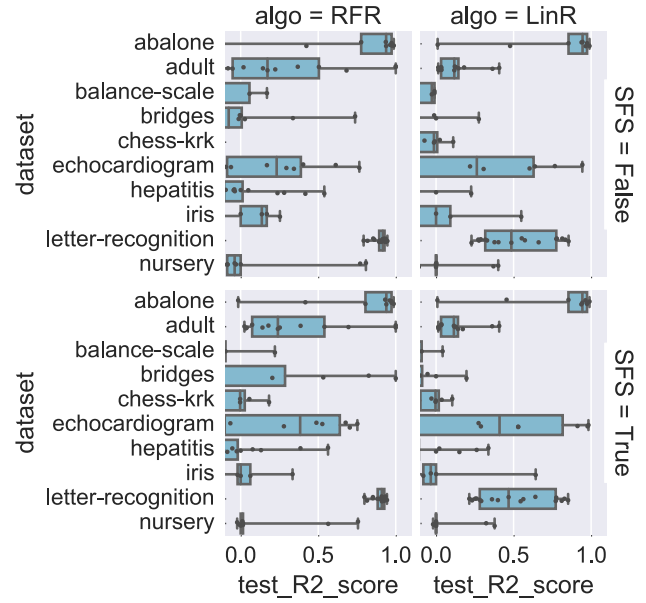 algo = RFR
algo = LinR
abalone
adult
balance-scale
bridges
chess-krk
echocardiogram
hepatitis
iris
letter-recognition
nursery
dataset
SFS = False
abalone
adult
balance-scale
bridges
chess-krk
echocardiogram
hepatitis
iris
letter-recognition
nursery
dataset
SFS = True
0.0 0.5 1.0
0.0 0.5 1.0
test_R2_score
test_R2_score